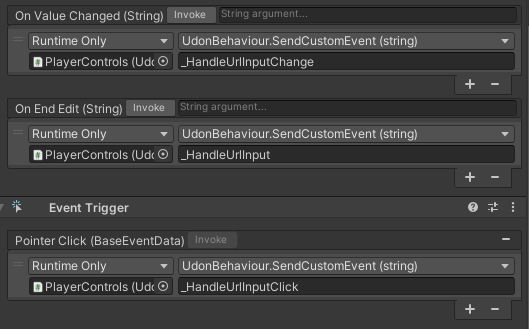 On Value Changed (String) Invoke String argument...
Runtime Only UdonBehaviour.SendCustomEvent (string)
PlayerControls (Udo _HandleUrlInputChange
+ −
On End Edit (String) Invoke String argument...
Runtime Only UdonBehaviour.SendCustomEvent (string)
PlayerControls (Udo _HandleUrlInput
+ −
Event Trigger
Pointer Click (BaseEventData) Invoke −
Runtime Only UdonBehaviour.SendCustomEvent (string)
PlayerControls (Udo _HandleUrlInputClick
+ −